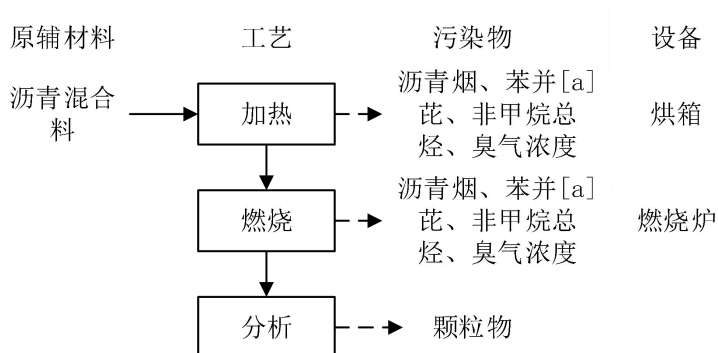 原辅材料 工艺 污染物 设备
沥青混合
料
加热
沥青烟、苯并[a]
芘、非甲烷总
烃、臭气浓度
烘箱
燃烧
沥青烟、苯并[a]
芘、非甲烷总
烃、臭气浓度
燃烧炉
分析
颗粒物